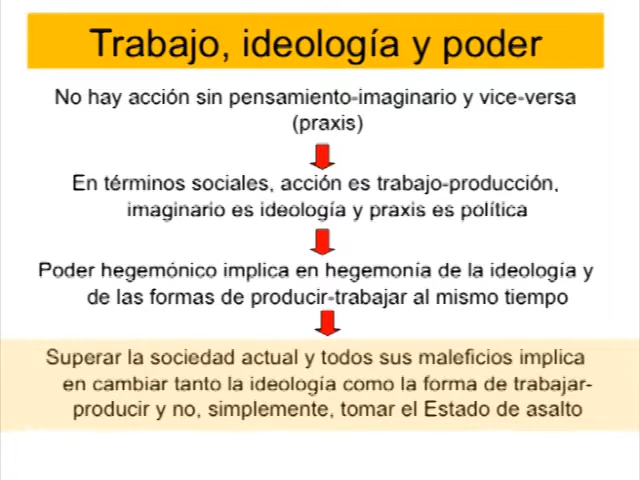 Trabajo, ideología y poder
No hay acción sin pensamiento-imaginario y vice-versa
(praxis)
En términos sociales, acción es trabajo-producción,
imaginario es ideología y praxis es política
Poder hegemónico implica en hegemonía de la ideología y
de las formas de producir-trabajar al mismo tiempo
Superar la sociedad actual y todos sus maleficios implica
en cambiar tanto la ideología como la forma de trabajar-
producir y no, simplemente, tomar el Estado de asalto